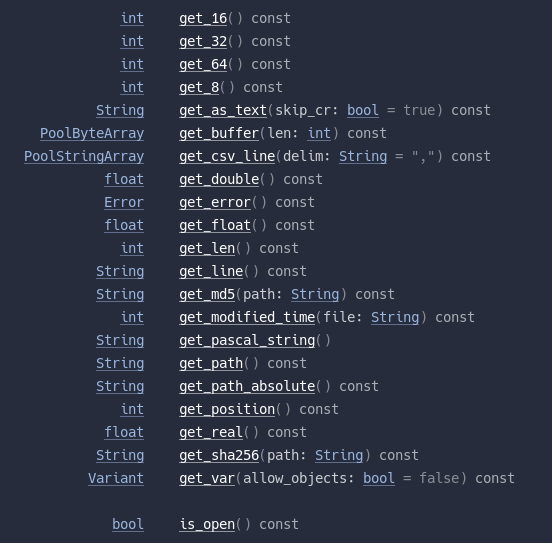 int get_16() const
int get_32() const
int get_64() const
int get_8() const
String get_as_text(skip_cr: bool = true) const
PoolByteArray get_buffer(len: int) const
PoolStringArray get_csv_line(delim: String = ",") const
float get_double() const
Error get_error() const
float get_float() const
int get_len() const
String get_line() const
String get_md5(path: String) const
int get_modified_time(file: String) const
String get_pascal_string()
String get_path() const
String get_path_absolute() const
int get_position() const
float get_real() const
String get_sha256(path: String) const
Variant get_var(allow_objects: bool = false) const
bool is_open() const